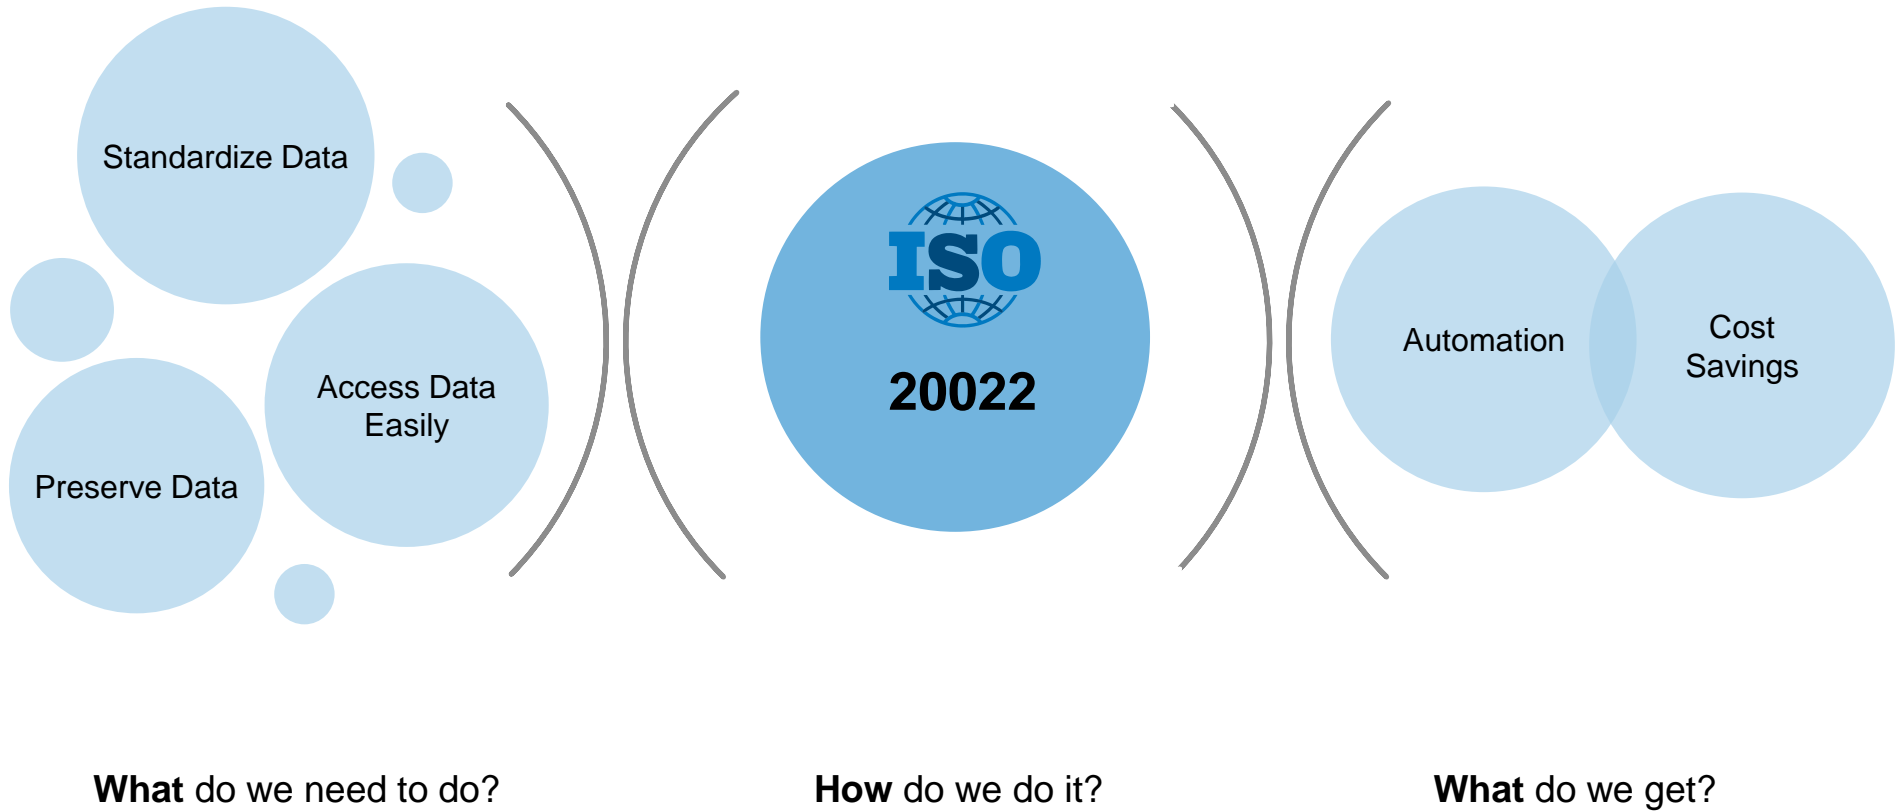 Standardize Data
Access Data
Easily
Preserve Data
ISO
20022
Automation
Cost
Savings
What do we need to do?
How do we do it?
What do we get?